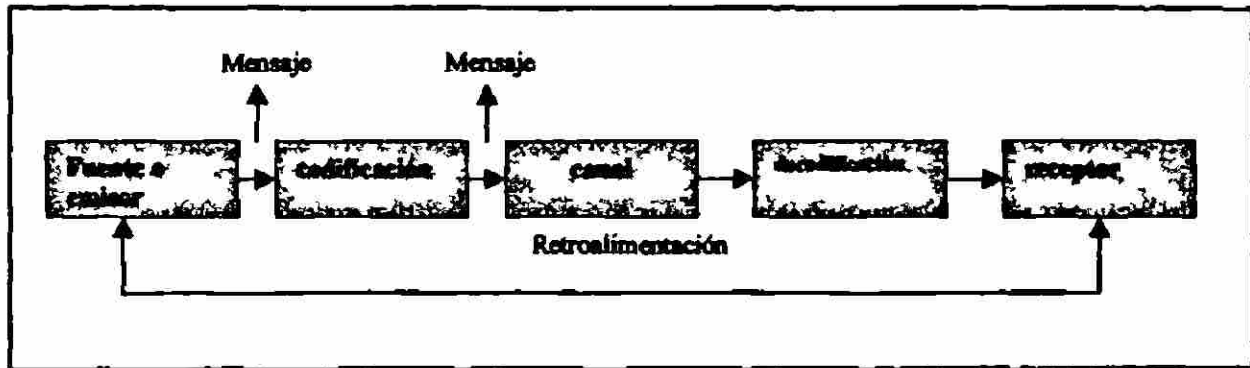 Mensaje
Mensaje
Fuente o
emisor
codificación
canal
receptor
Retroalimentación